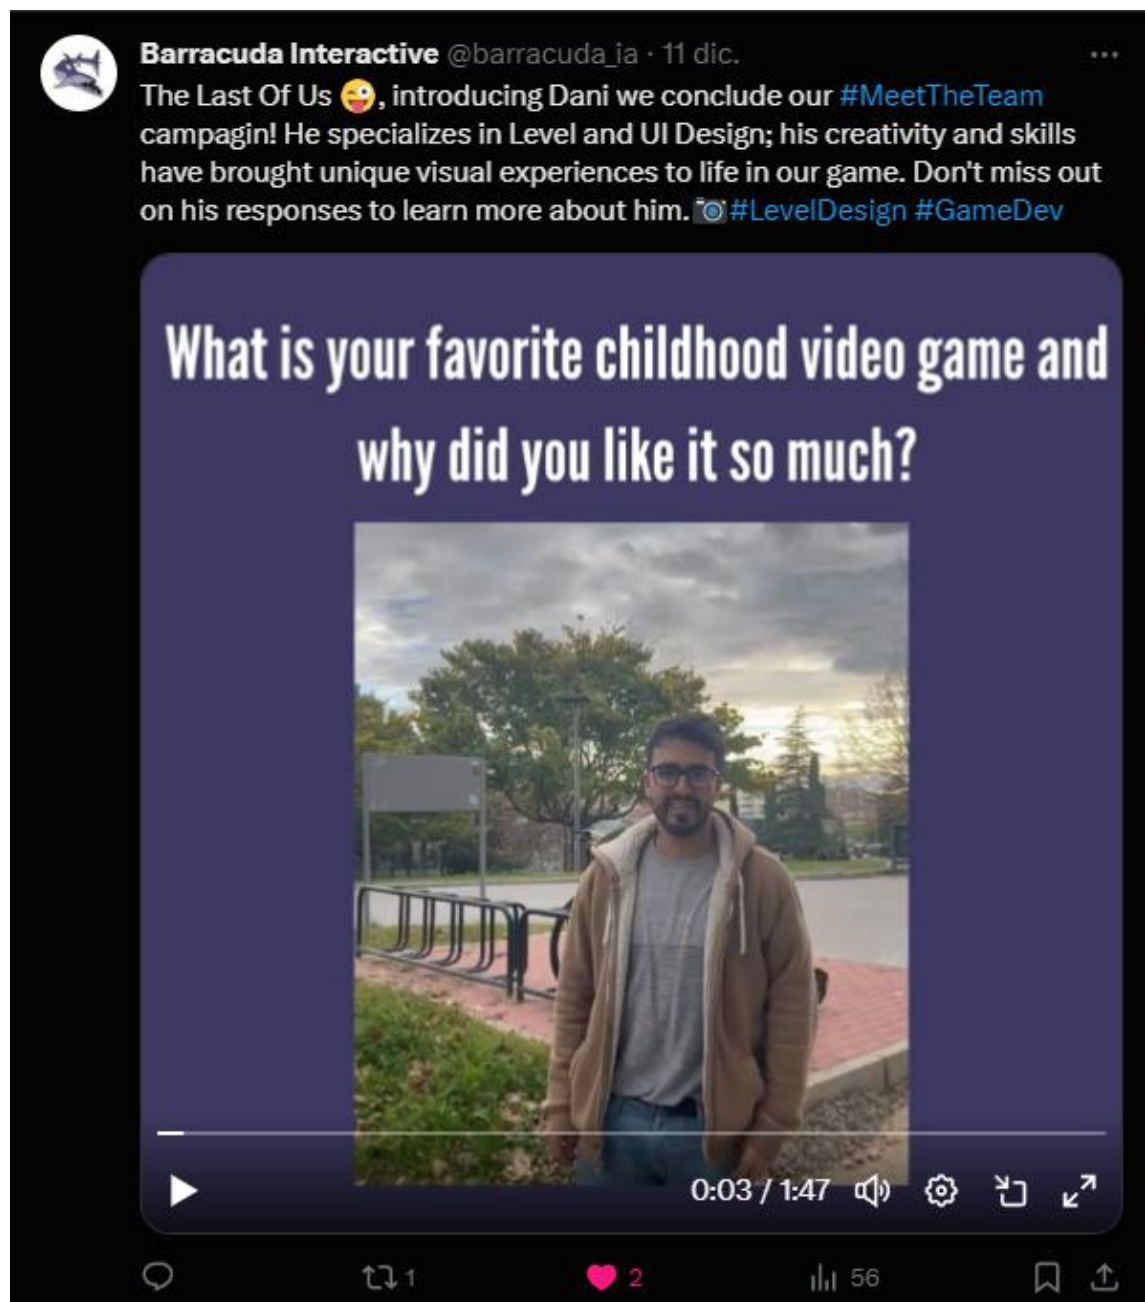 Barracuda Interactive @barracuda_ia · 11 dic.
The Last Of Us 😜, introducing Dani we conclude our #MeetTheTeam
campagin! He specializes in Level and UI Design; his creativity and skills
have brought unique visual experiences to life in our game. Don't miss out
on his responses to learn more about him. 📷#LevelDesign #GameDev
What is your favorite childhood video game and
why did you like it so much?
0:03 / 1:47
1 2 56